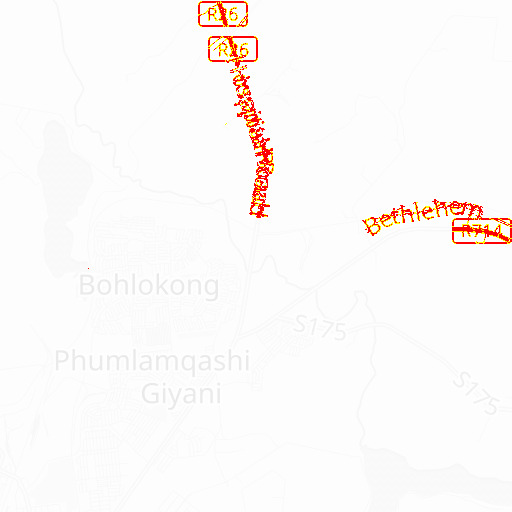 R26
R26
Bethlehem
R714
Bohlokong
S175
Phumlamqashi
Giyani
S175